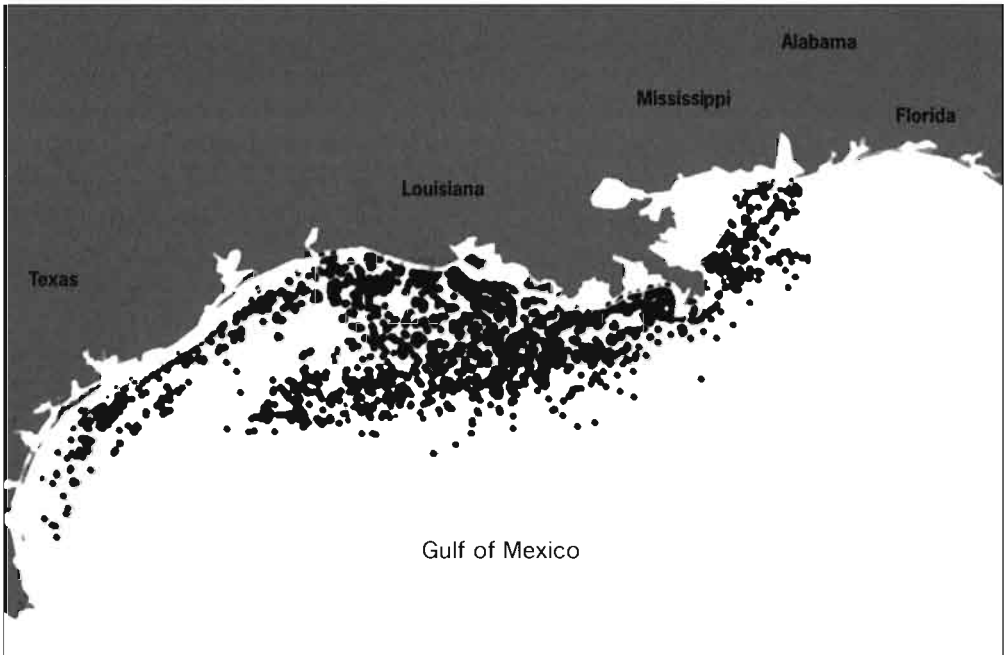 Alabama
Mississippi
Florida
Louisiana
Texas
Gulf of Mexico